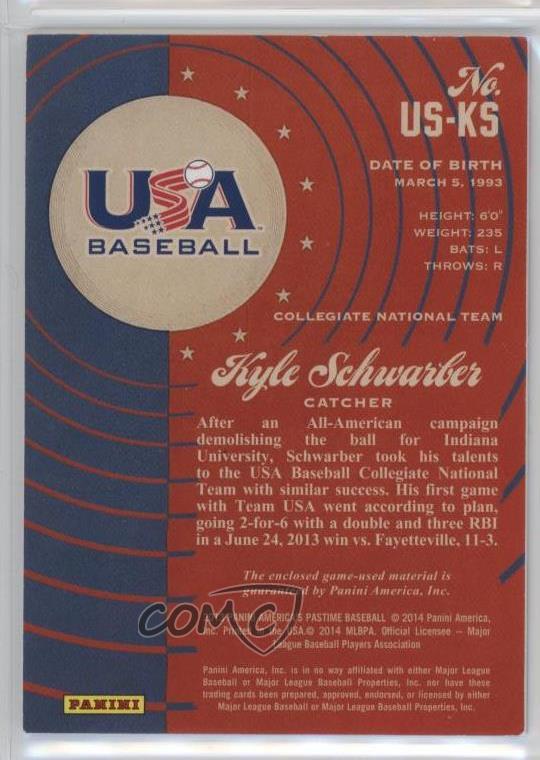 No.
US-KS
DATE OF BIRTH
MARCH 5, 1993
HEIGHT: 6'0"
WEIGHT: 235
BATS: L
THROWS: R
USA
BASEBALL
COLLEGIATE NATIONAL TEAM
Kyle Schwarber
CATCHER
After an All-American campaign
demolishing the ball for Indiana
University, Schwarber took his talents
to the USA Baseball Collegiate National
Team with similar success. His first game
with Team USA went according to plan,
going 2-for-6 with a double and three RBI
in a June 24, 2013 win vs. Fayetteville, 11-3.
The enclosed game-used material is
guaranteed by Panini America, Inc.
PANINI AMERICA'S PASTIME BASEBALL © 2014 Panini America,
Inc. Printed USA.© 2014 MLBPA. Official Licensee – Major
League Baseball Players Association
COMC
Panini America, Inc. is in no way affiliated with either Major League
Baseball or Major League Baseball Properties, Inc. nor have these
trading cards been prepared, approved, endorsed, or licensed by either
Major League Baseball or Major League Baseball Properties, Inc.
PANINI